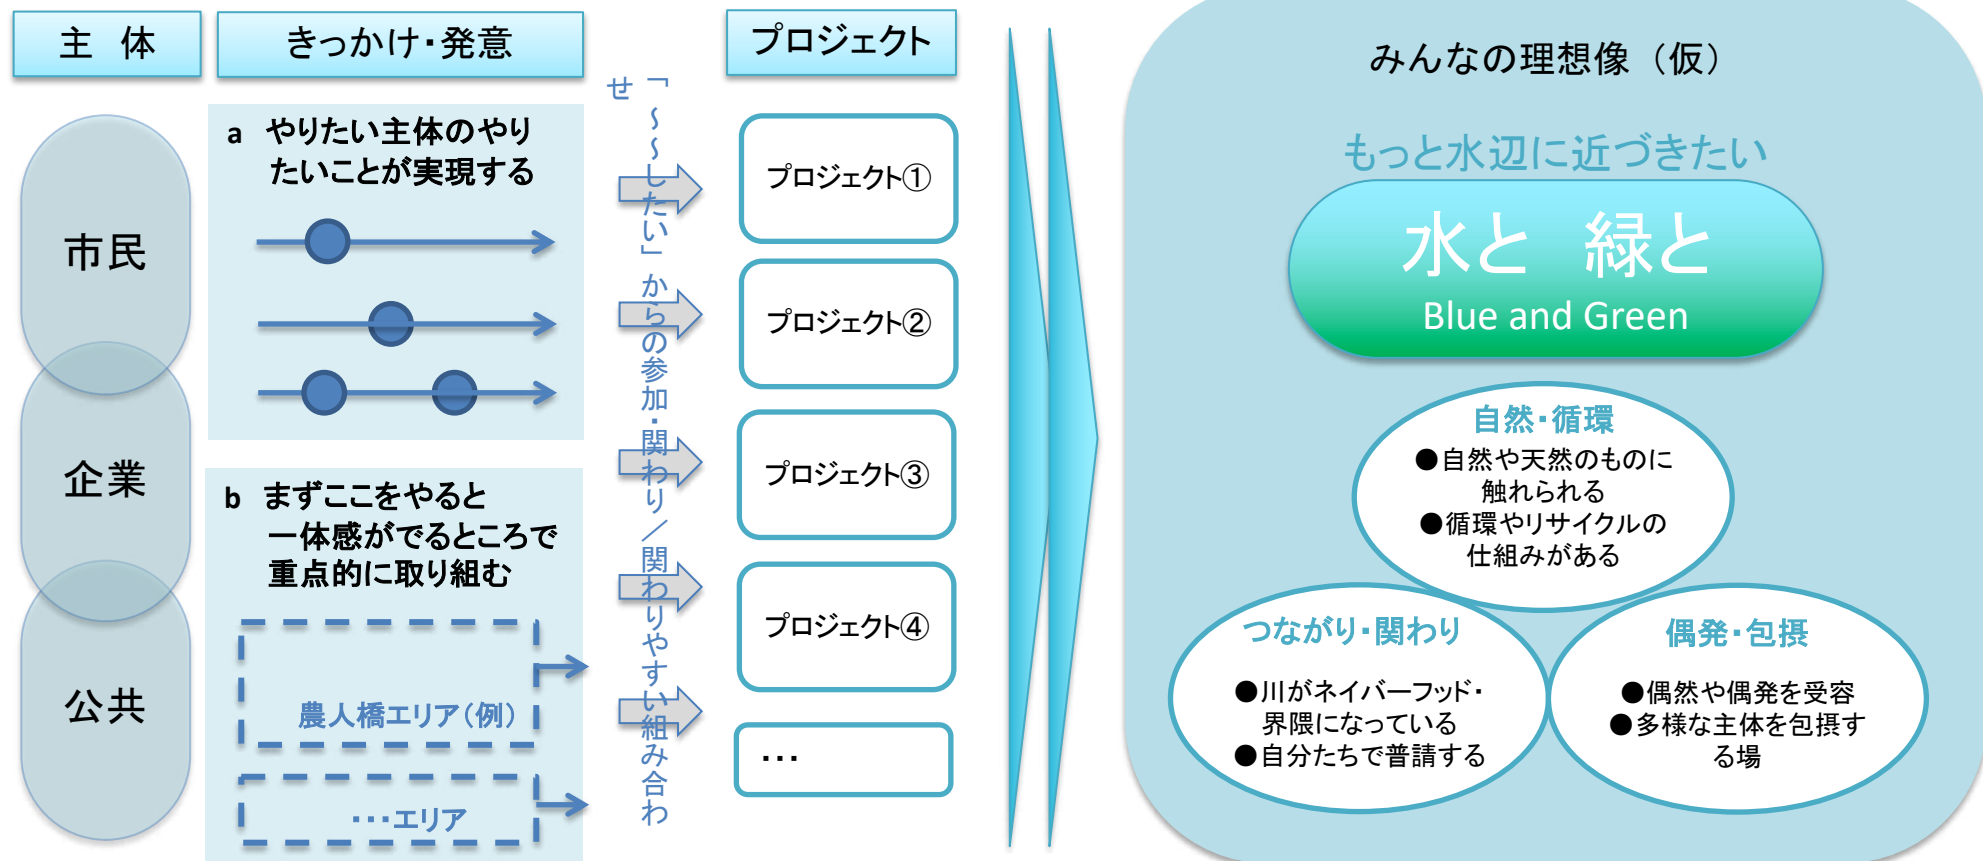 主　体
きっかけ・発意
プロジェクト
市民
企業
公共
a　やりたい主体のやり
たいことが実現する
b　まずここをやると
一体感がでるところで
重点的に取り組む
農人橋エリア（例）
・・・エリア
「～～したい」からの参加・関わり／関わりやすい組み合わ
せ
プロジェクト①
プロジェクト②
プロジェクト③
プロジェクト④
・・・
みんなの理想像（仮）
もっと水辺に近づきたい
水と　緑と
Blue and Green
自然・循環
●自然や天然のものに
触れられる
●循環やリサイクルの
仕組みがある
つながり・関わり
●川がネイバーフッド・
界隈になっている
●自分たちで普請する
偶発・包摂
●偶然や偶発を受容
●多様な主体を包摂す
る場